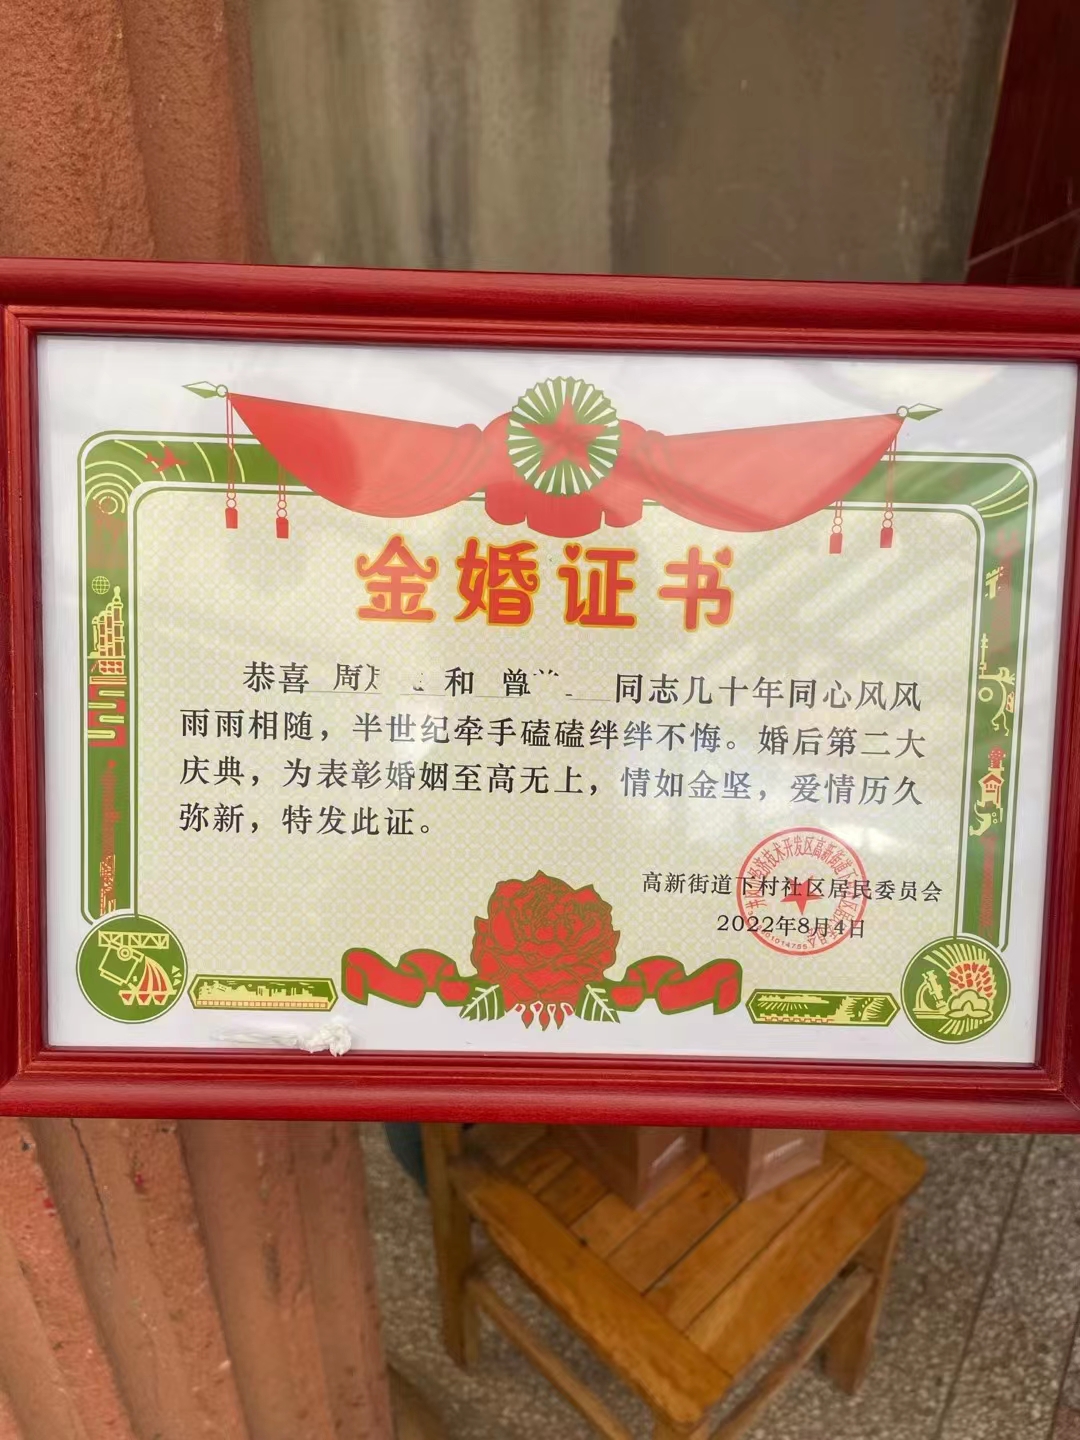 金婚证书
恭喜 周 和 曾 同志几十年同心风风
雨雨相随，半世纪牵手磕磕绊绊不悔。婚后第二大
庆典，为表彰婚姻至高无上，情如金坚，爱情历久
弥新，特发此证。
高新街道下村社区居民委员会
2022年8月4日